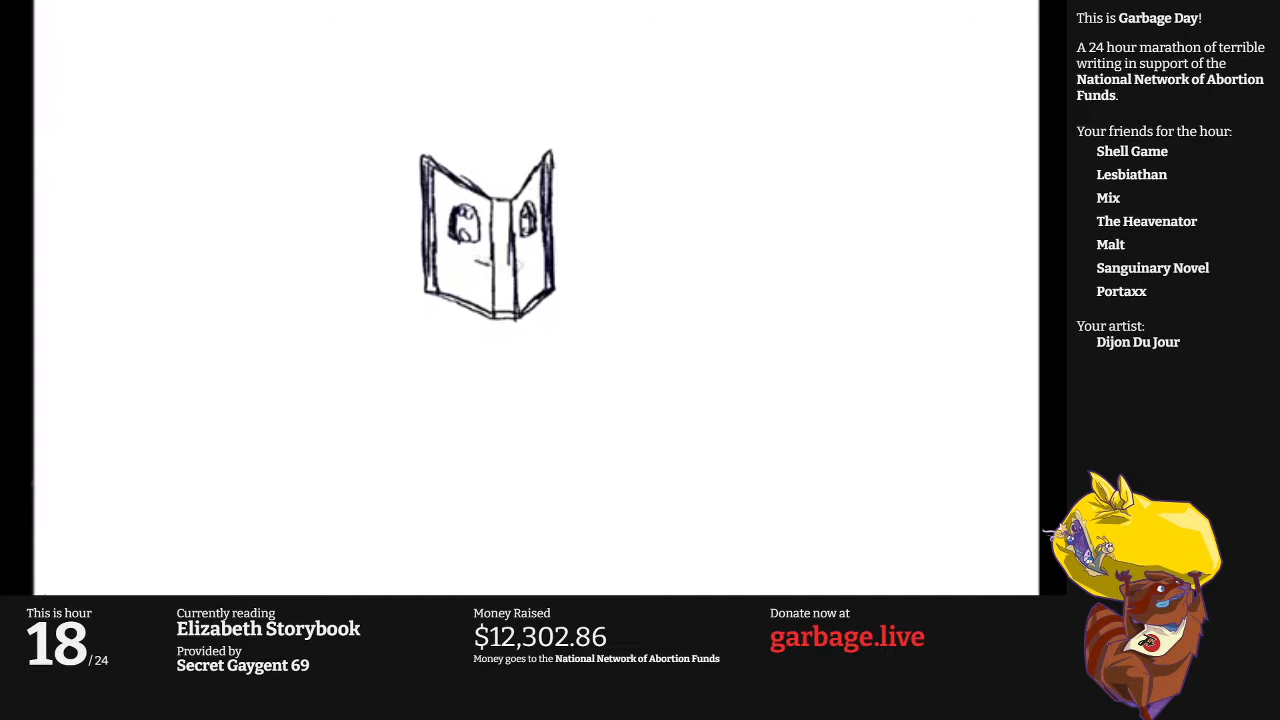 This is Garbage Day!
A 24 hour marathon of terrible
writing in support of the
National Network of Abortion
Funds.
Your friends for the hour:
Shell Game
Lesbiathan
Mix
The Heavenator
Malt
Sanguinary Novel
Portaxx
Your artist:
Dijon Du Jour
This is hour
18/24
Currently reading
Elizabeth Storybook
Provided by
Secret Gaygent 69
Money Raised
$12,302.86
Money goes to the National Network of Abortion Funds
Donate now at
garbage.live